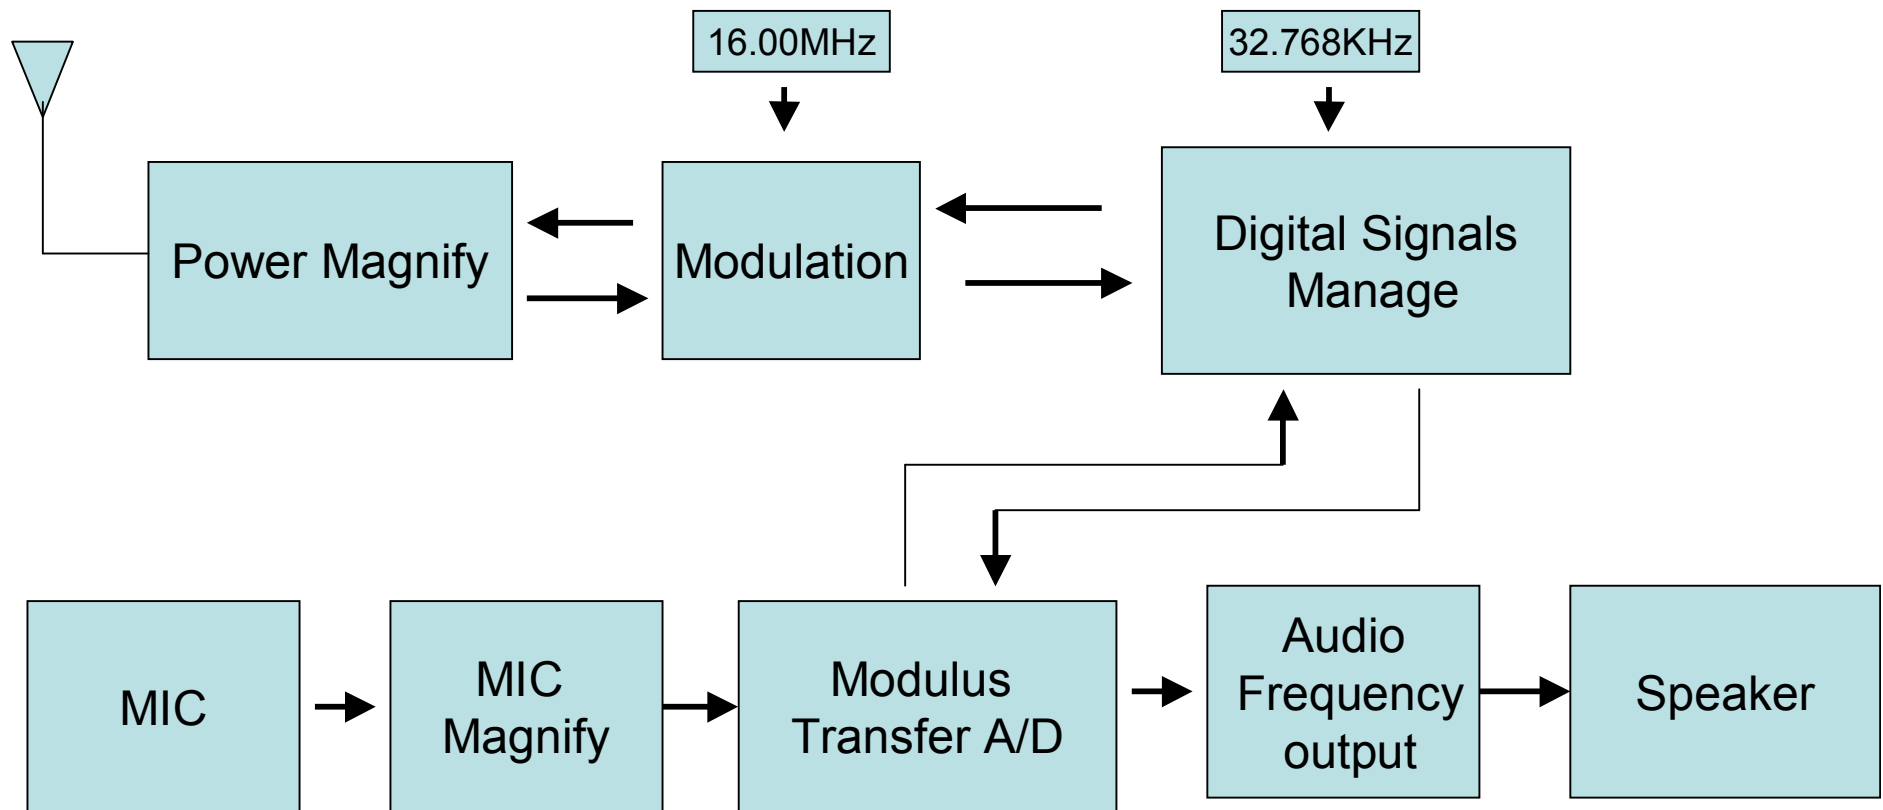 16.00MHz
32.768KHz
Power Magnify
Modulation
Digital Signals
Manage
MIC
MIC
Magnify
Modulus
Transfer A/D
Audio
Frequency
output
Speaker